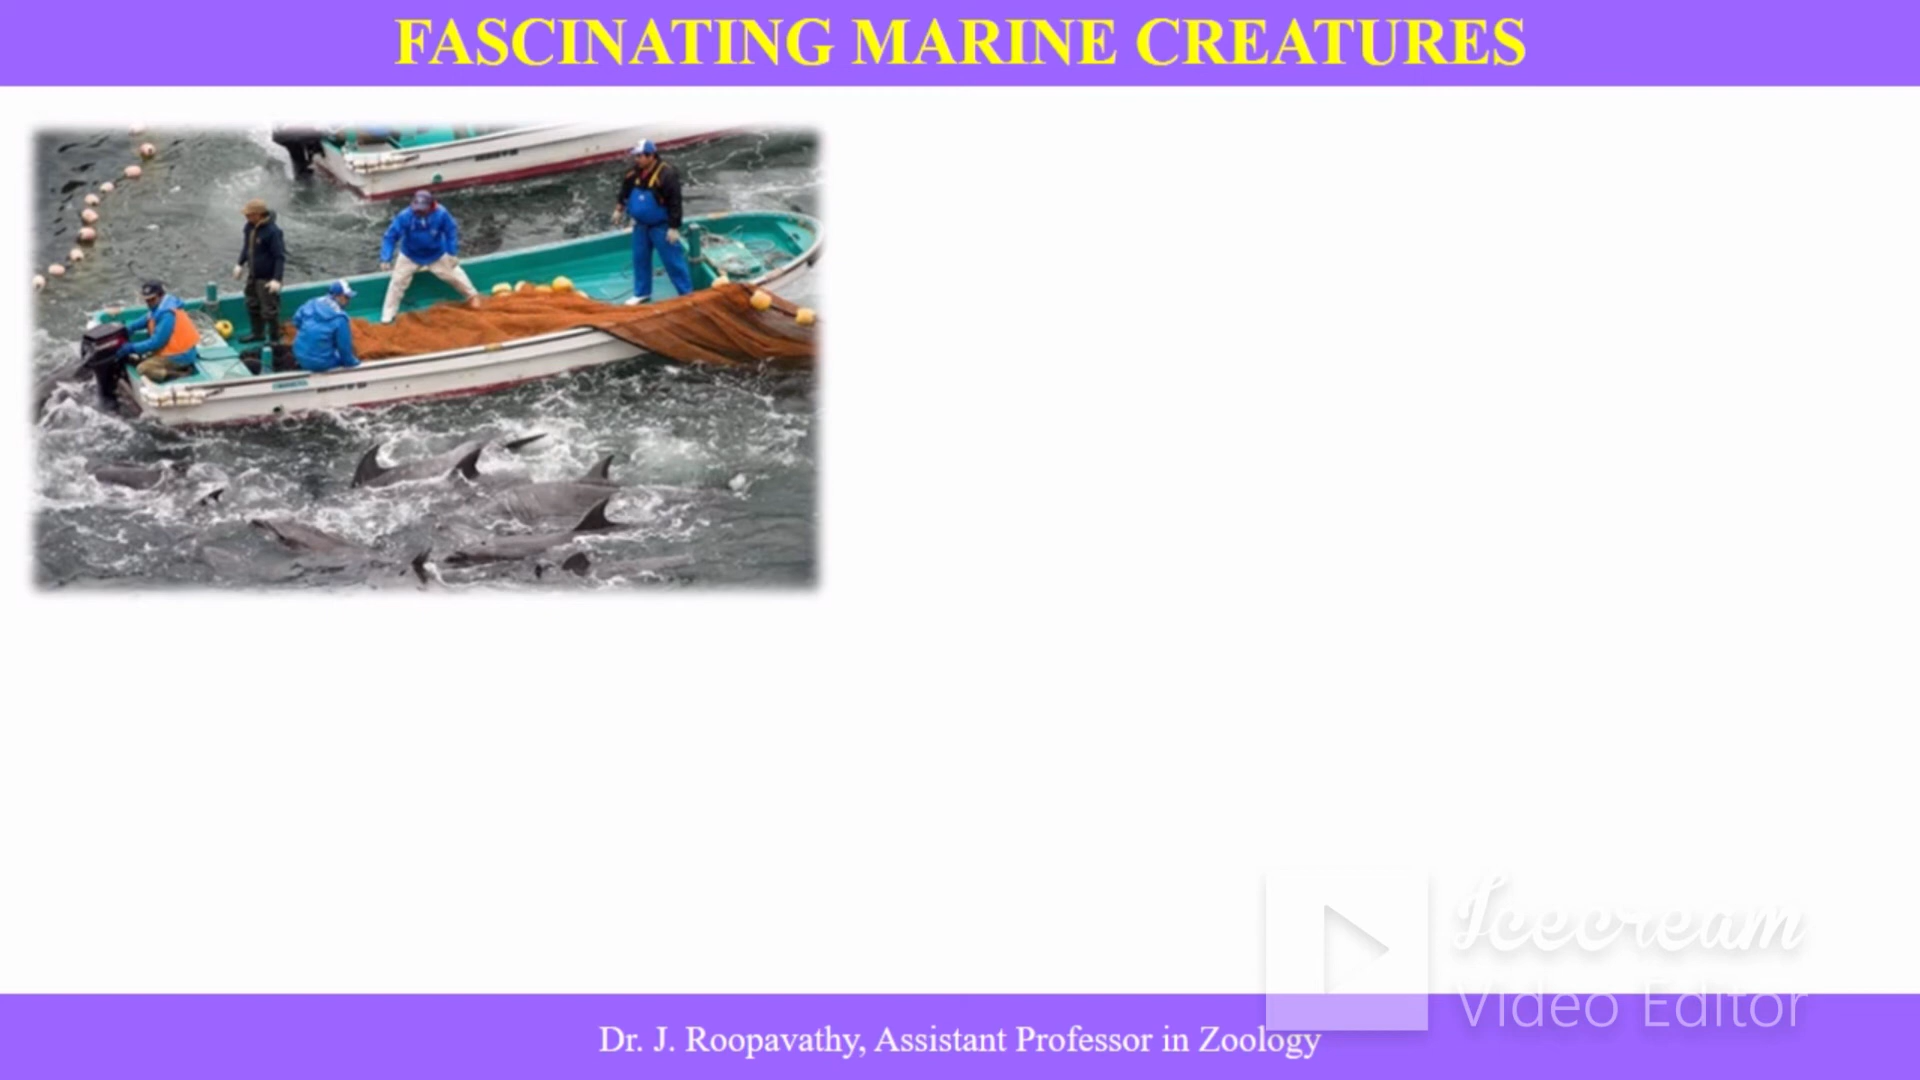 FASCINATING MARINE CREATURES
Icecream
Video Editor
Dr. J. Roopavathy, Assistant Professor in Zoology